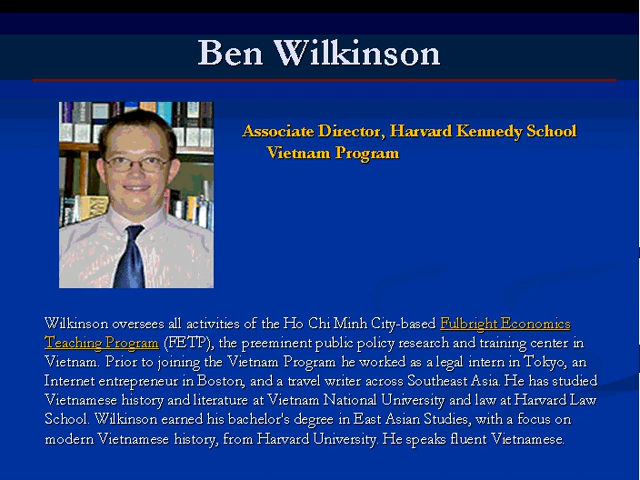 Ben Wilkinson
Associate Director, Harvard Kennedy School
Vietnam Program
Wilkinson oversees all activities of the Ho Chi Minh City-based Fulbright Economics
Teaching Program (FETP), the preeminent public policy research and training center in
Vietnam. Prior to joining the Vietnam Program he worked as a legal intern in Tokyo, an
Internet entrepreneur in Boston, and a travel writer across Southeast Asia. He has studied
Vietnamese history and literature at Vietnam National University and law at Harvard Law
School. Wilkinson earned his bachelor's degree in East Asian Studies, with a focus on
modern Vietnamese history, from Harvard University. He speaks fluent Vietnamese.